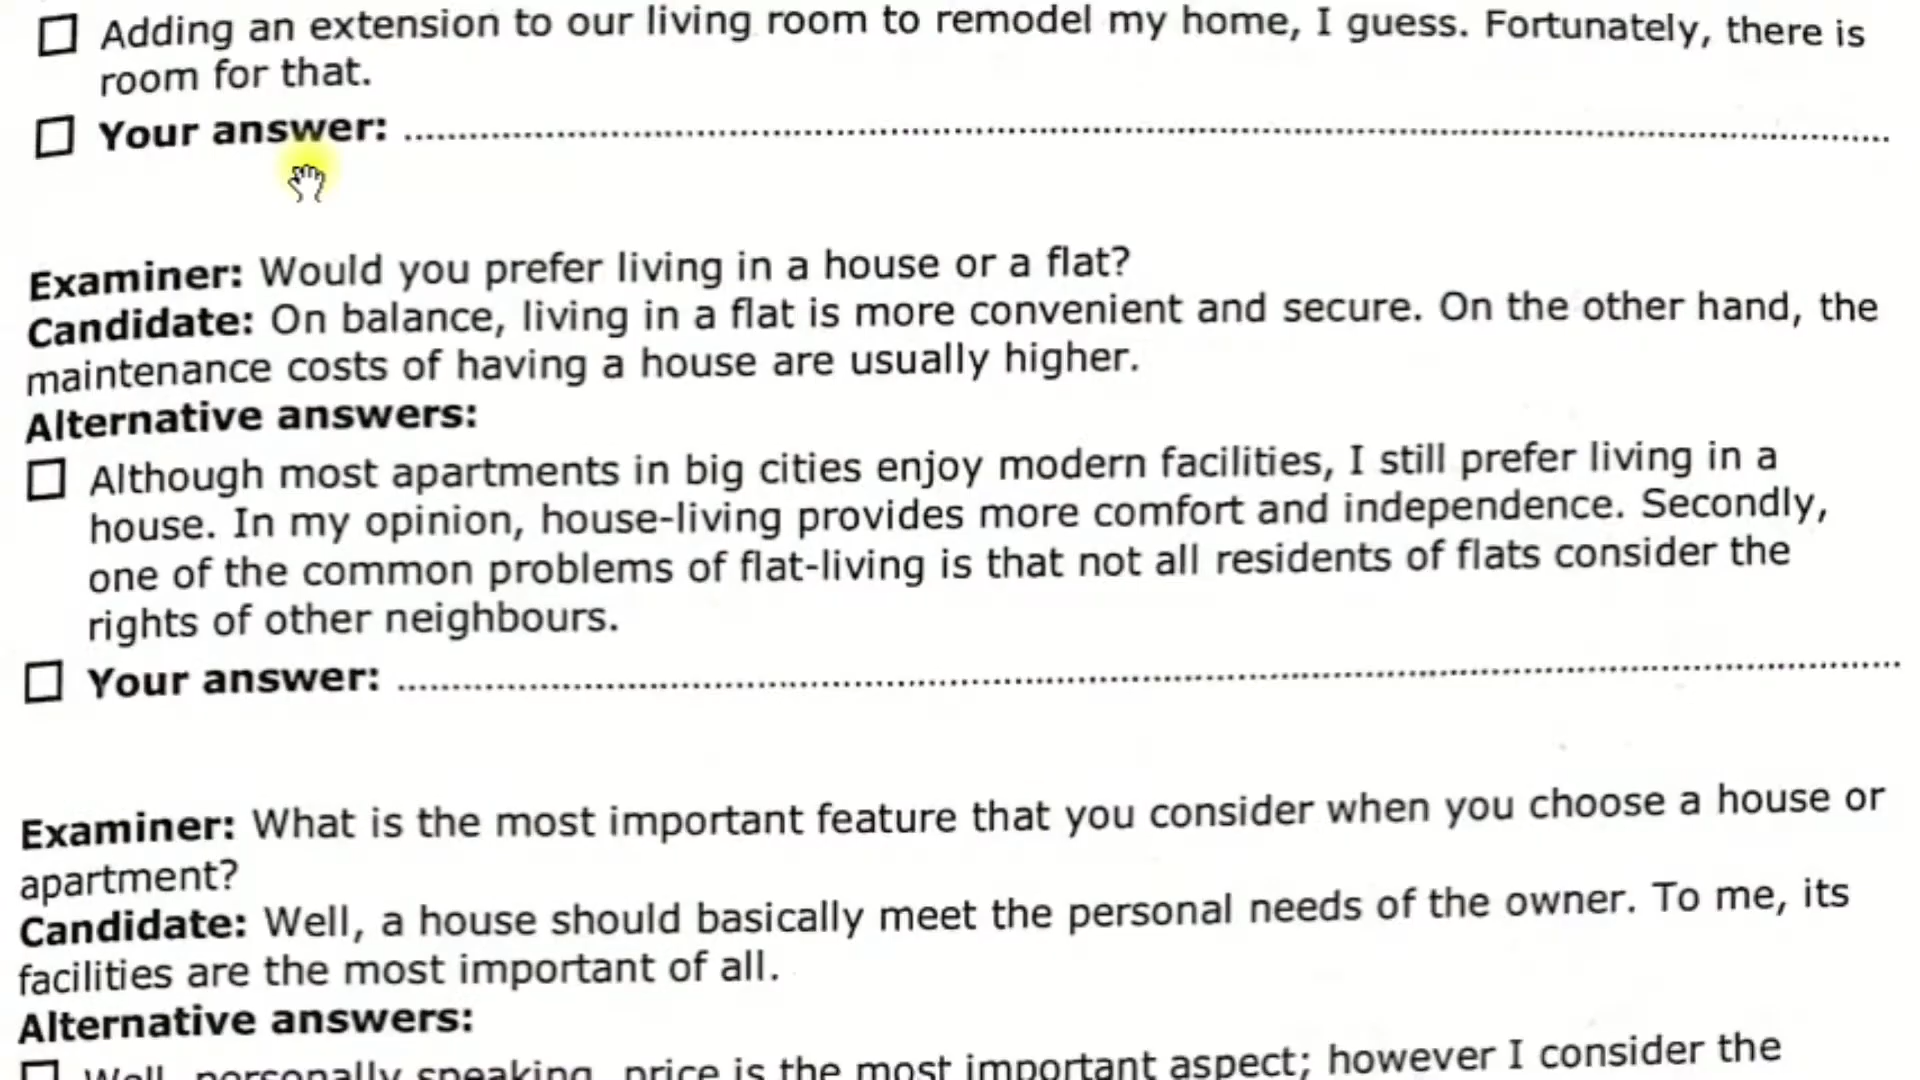 Adding an extension to our living room to remodel my home, I guess. Fortunately, there is
room for that.
Your answer: ................................................................
Examiner: Would you prefer living in a house or a flat?
Candidate: On balance, living in a flat is more convenient and secure. On the other hand, the
maintenance costs of having a house are usually higher.
Alternative answers:
Although most apartments in big cities enjoy modern facilities, I still prefer living in a
house. In my opinion, house-living provides more comfort and independence. Secondly,
one of the common problems of flat-living is that not all residents of flats consider the
rights of other neighbours.
Your answer: ................................................................
Examiner: What is the most important feature that you consider when you choose a house or
apartment?
Candidate: Well, a house should basically meet the personal needs of the owner. To me, its
facilities are the most important of all.
Alternative answers:
Well, personally speaking, price is the most important aspect; however I consider the